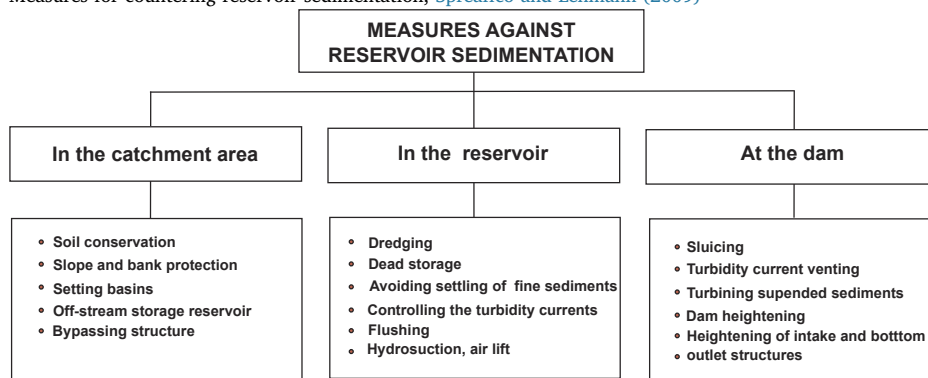 Measures for countering reservoir sedimentation, Spreafico and Lehmann (2009)
MEASURES AGAINST
RESERVOIR SEDIMENTATION
In the catchment area
• Soil conservation
• Slope and bank protection
• Setting basins
• Off-stream storage reservoir
• Bypassing structure
In the reservoir
• Dredging
• Dead storage
• Avoiding settling of fine sediments
• Controlling the turbidity currents
• Flushing
• Hydrosuction, air lift
At the dam
• Sluicing
• Turbidity current venting
• Turbining supended sediments
• Dam heightening
• Heightening of intake and botttom
• outlet structures